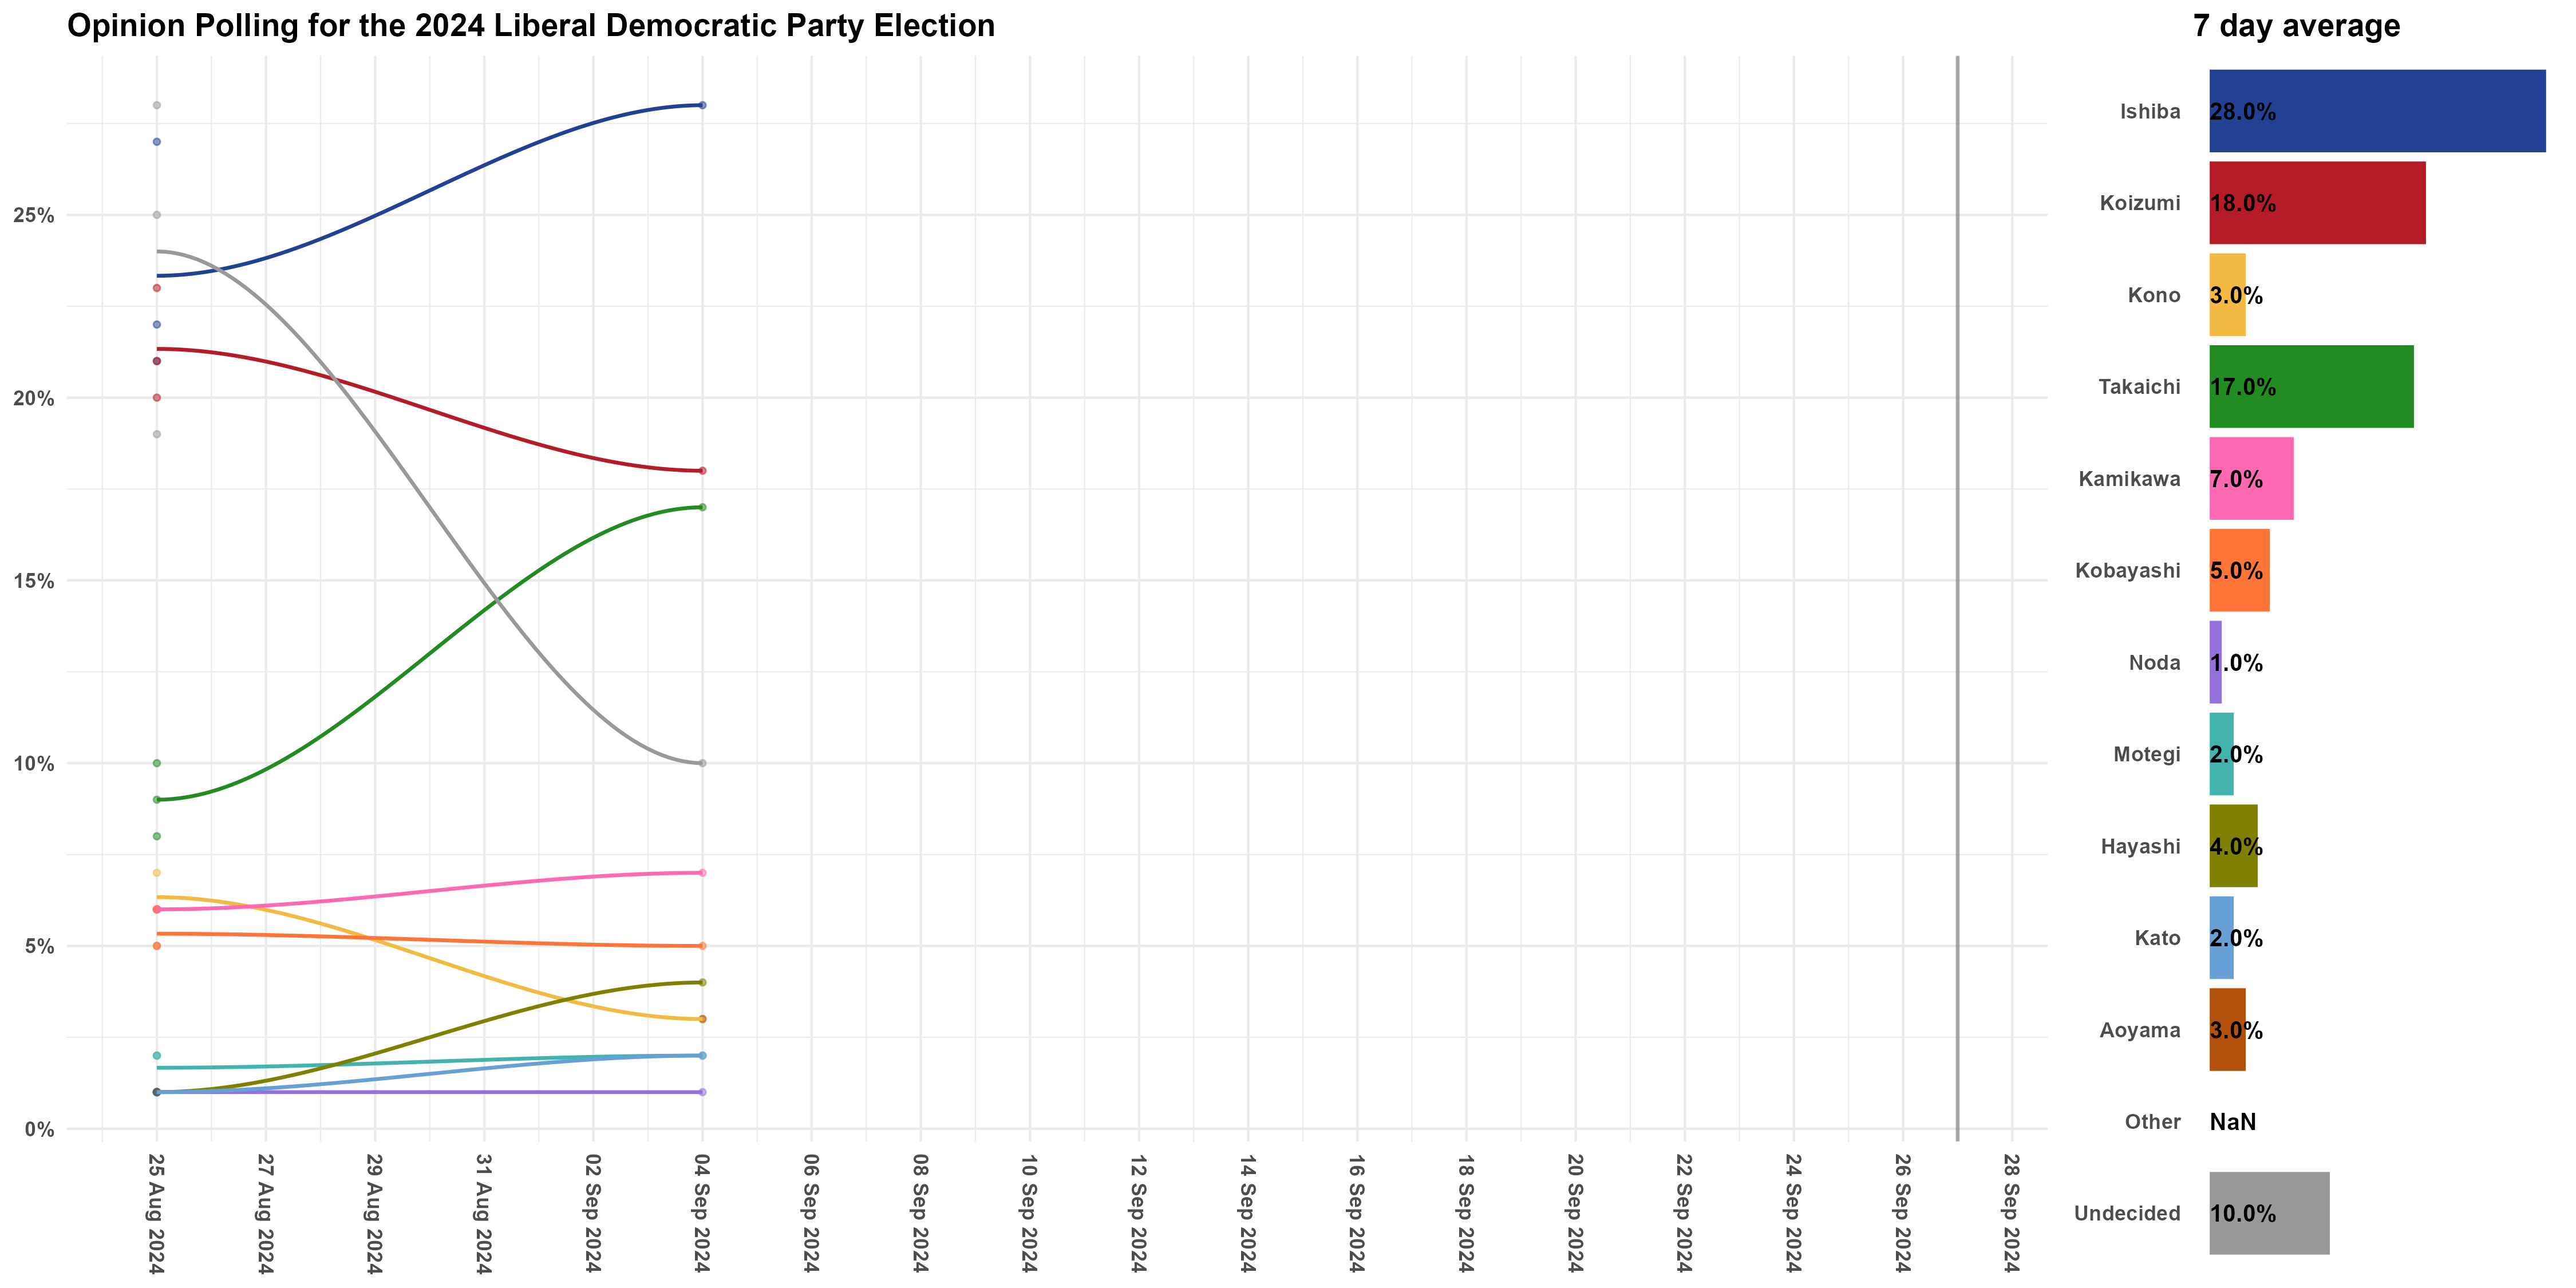 Opinion Polling for the 2024 Liberal Democratic Party Election
25%
20%
15%
10%
5%
0%
25 Aug 2024
27 Aug 2024
29 Aug 2024
31 Aug 2024
02 Sep 2024
04 Sep 2024
06 Sep 2024
08 Sep 2024
10 Sep 2024
12 Sep 2024
14 Sep 2024
16 Sep 2024
18 Sep 2024
20 Sep 2024
22 Sep 2024
24 Sep 2024
26 Sep 2024
28 Sep 2024
7 day average
Ishiba 28.0%
Koizumi 18.0%
Kono 3.0%
Takaichi 17.0%
Kamikawa 7.0%
Kobayashi 5.0%
Noda 1.0%
Motegi 2.0%
Hayashi 4.0%
Kato 2.0%
Aoyama 3.0%
Other NaN
Undecided 10.0%